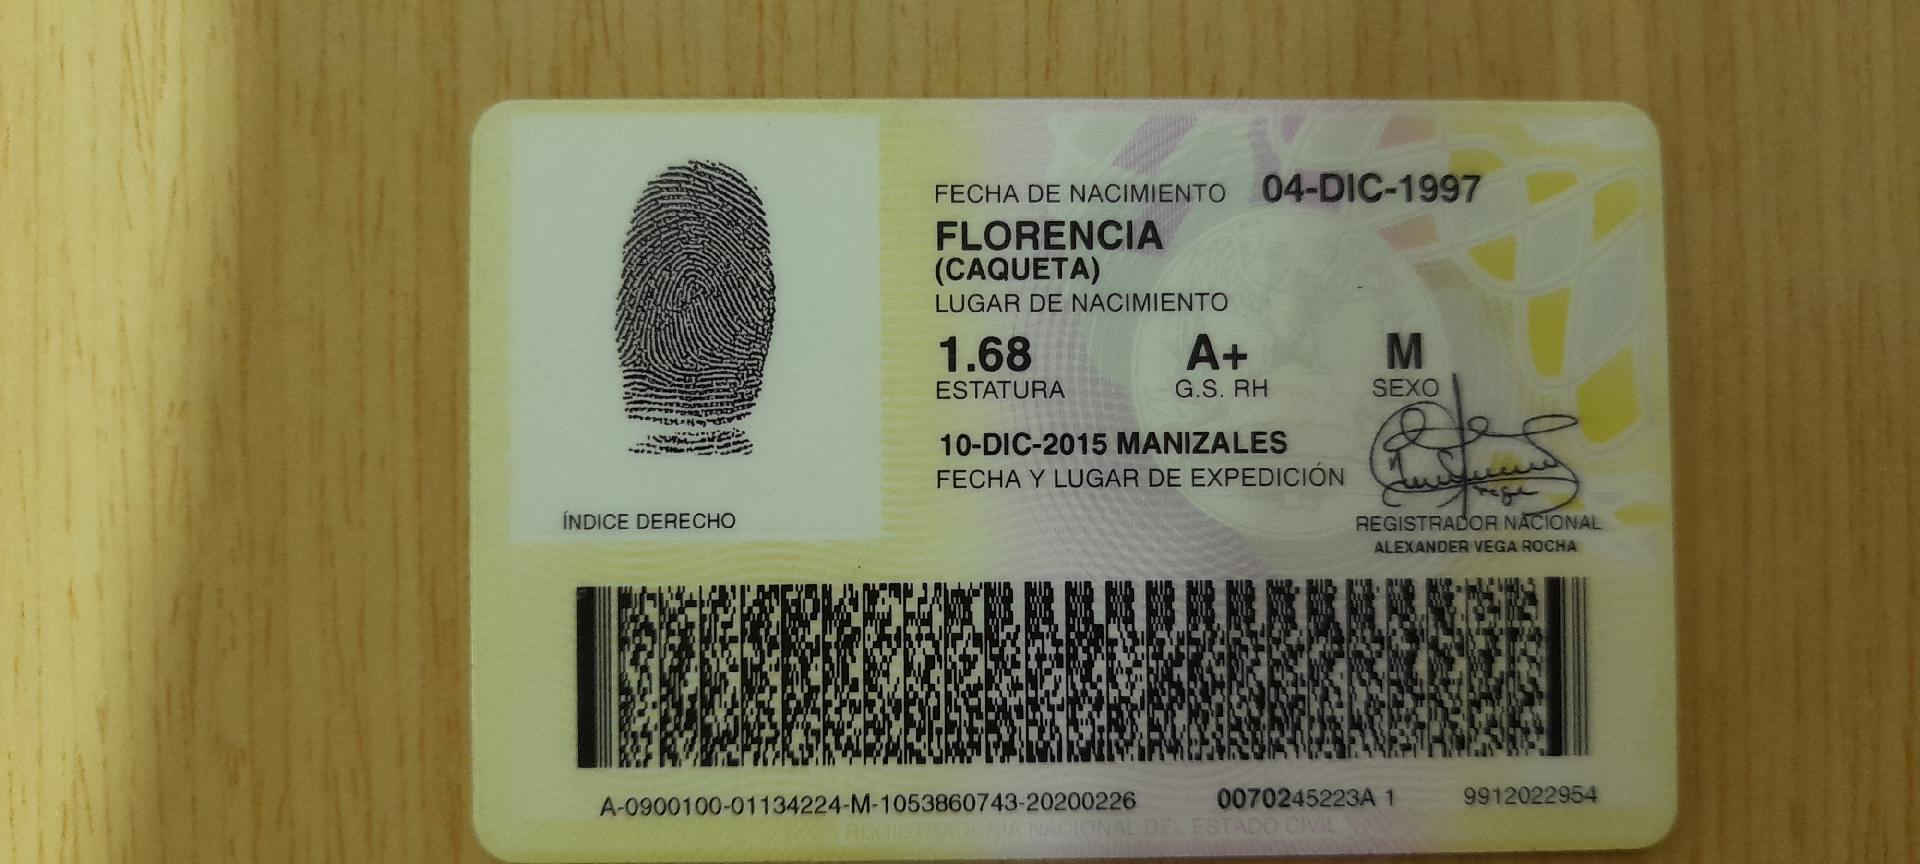 FECHA DE NACIMIENTO 04-DIC-1997
FLORENCIA
(CAQUETA)
LUGAR DE NACIMIENTO
1.68 A+ M
ESTATURA G.S. RH SEXO
10-DIC-2015 MANIZALES
FECHA Y LUGAR DE EXPEDICIÓN
ÍNDICE DERECHO
REGISTRADOR NACIONAL
ALEXANDER VEGA ROCHA
A-0900100-01134224-M-1053860743-20200226 0070245223A 1 9912022954
REGISTRADURIA NACIONAL DEL ESTADO CIVIL